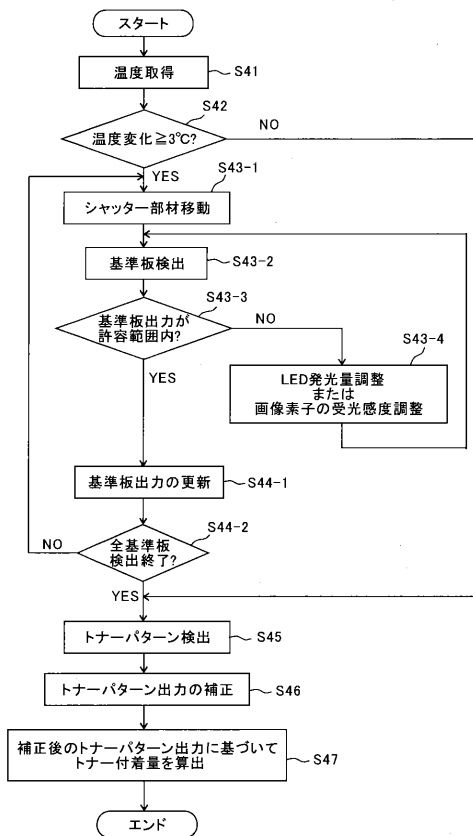 スタート
温度取得
S41
S42
温度変化≧3℃?
NO
YES
S43-1
シャッター部材移動
基準板検出
S43-2
S43-3
基準板出力が
許容範囲内?
NO
YES
S43-4
LED発光量調整
または
画像素子の受光感度調整
基準板出力の更新
S44-1
S44-2
全基準板
検出終了?
NO
YES
トナーパターン検出
S45
トナーパターン出力の補正
S46
補正後のトナーパターン出力に基づいて
トナー付着量を算出
S47
エンド